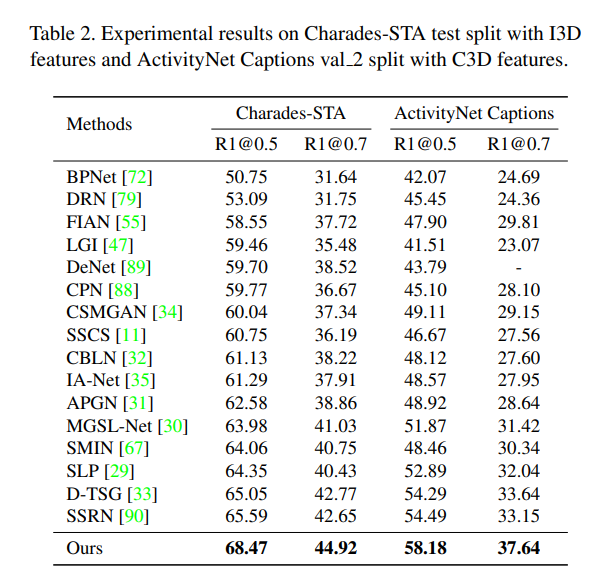 Table 2. Experimental results on Charades-STA test split with I3D
features and ActivityNet Captions val_2 split with C3D features.
Methods Charades-STA ActivityNet Captions
R1@0.5 R1@0.7 R1@0.5 R1@0.7
BPNet [72] 50.75 31.64 42.07 24.69
DRN [79] 53.09 31.75 45.45 24.36
FIAN [55] 58.55 37.72 47.90 29.81
LGI [47] 59.46 35.48 41.51 23.07
DeNet [89] 59.70 38.52 43.79 -
CPN [88] 59.77 36.67 45.10 28.10
CSMGAN [34] 60.04 37.34 49.11 29.15
SSCS [11] 60.75 36.19 46.67 27.56
CBLN [32] 61.13 38.22 48.12 27.60
IA-Net [35] 61.29 37.91 48.57 27.95
APGN [31] 62.58 38.86 48.92 28.64
MGSL-Net [30] 63.98 41.03 51.87 31.42
SMIN [67] 64.06 40.75 48.46 30.34
SLP [29] 64.35 40.43 52.89 32.04
D-TSG [33] 65.05 42.77 54.29 33.64
SSRN [90] 65.59 42.65 54.49 33.15
Ours 68.47 44.92 58.18 37.64